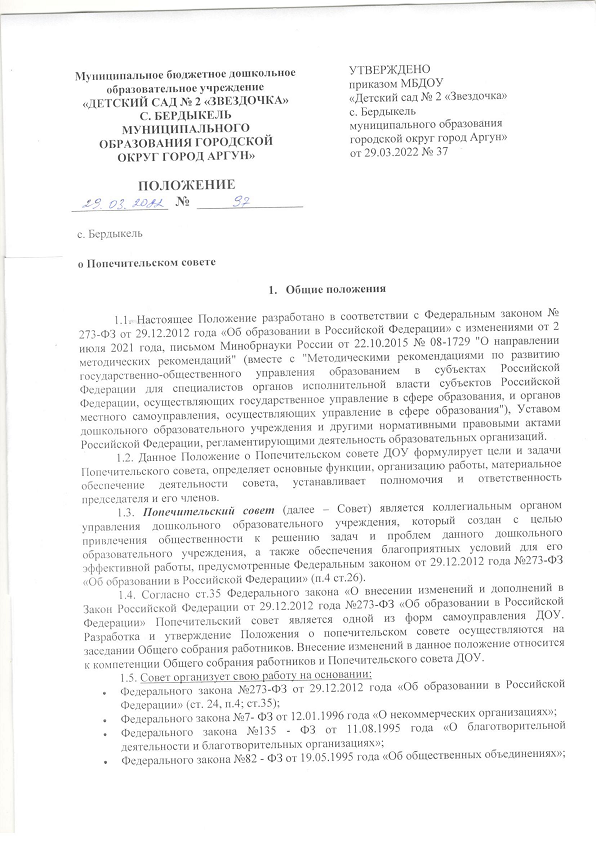 Муниципальное бюджетное дошкольное
образовательное учреждение
«ДЕТСКИЙ САД № 2 «ЗВЕЗДОЧКА»
С. БЕРДЫКЕЛЬ
МУНИЦИПАЛЬНОГО
ОБРАЗОВАНИЯ ГОРОДСКОЙ
ОКРУГ ГОРОД АРГУН»
УТВЕРЖДЕНО
приказом МБДОУ
«Детский сад № 2 «Звездочка»
с. Бердыкель
муниципального образования
городской округ город Аргун»
от 29.03.2022 № 37
ПОЛОЖЕНИЕ
29.03.2022 № 97
с. Бердыкель
о Попечительском совете
1. Общие положения
1.1. Настоящее Положение разработано в соответствии с Федеральным законом №
273-ФЗ от 29.12.2012 года «Об образовании в Российской Федерации» с изменениями от 2
июля 2021 года, письмом Минобрнауки России от 22.10.2015 № 08-1729 "О направлении
методических рекомендаций" (вместе с "Методическими рекомендациями по развитию
государственно-общественного управления образованием в субъектах Российской
Федерации для специалистов органов исполнительной власти субъектов Российской
Федерации, осуществляющих государственное управление в сфере образования, и органов
местного самоуправления, осуществляющих управление в сфере образования"), Уставом
дошкольного образовательного учреждения и другими нормативными правовыми актами
Российской Федерации, регламентирующими деятельность образовательных организаций.
1.2. Данное Положение о Попечительском совете ДОУ формулирует цели и задачи
Попечительского совета, определяет основные функции, организацию работы, материальное
обеспечение деятельности совета, устанавливает полномочия и ответственность
председателя и его членов.
1.3. Попечительский совет (далее – Совет) является коллегиальным органом
управления дошкольного образовательного учреждения, который создан с целью
привлечения общественности к решению задач и проблем данного дошкольного
образовательного учреждения, а также обеспечения благоприятных условий для его
эффективной работы, предусмотренные Федеральным законом от 29.12.2012 года №273-ФЗ
«Об образовании в Российской Федерации» (п.4 ст.26).
1.4. Согласно ст.35 Федерального закона «О внесении изменений и дополнений в
Закон Российской Федерации от 29.12.2012 года №273-ФЗ «Об образовании в Российской
Федерации» Попечительский совет является одной из форм самоуправления ДОУ.
Разработка и утверждение Положения о попечительском совете осуществляются на
заседании Общего собрания работников. Внесение изменений в данное положение относится
к компетенции Общего собрания работников и Попечительского совета ДОУ.
1.5. Совет организует свою работу на основании:
• Федерального закона №273-ФЗ от 29.12.2012 года «Об образовании в Российской
Федерации» (ст. 24, п.4; ст.35);
• Федерального закона №7- ФЗ от 12.01.1996 года «О некоммерческих организациях»;
• Федерального закона №135 - ФЗ от 11.08.1995 года «О благотворительной
деятельности и благотворительных организациях»;
• Федерального закона №82 - ФЗ от 19.05.1995 года «Об общественных объединениях»;